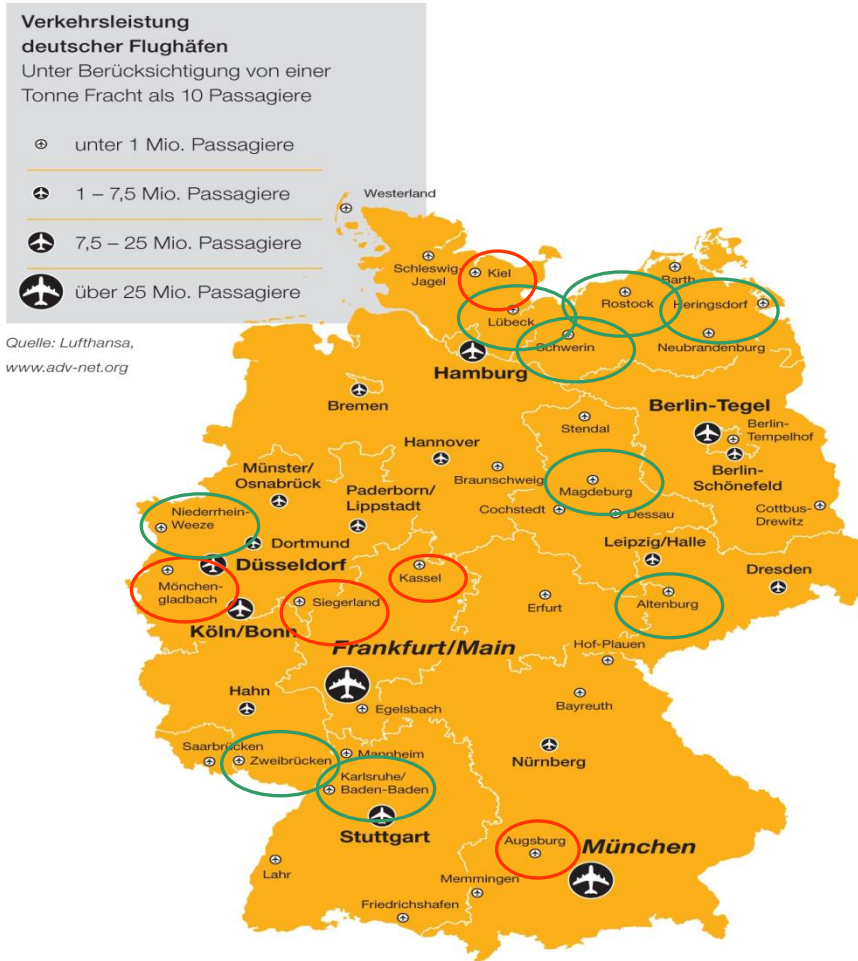 Verkehrsleistung
deutscher Flughäfen
Unter Berücksichtigung von einer
Tonne Fracht als 10 Passagiere
unter 1 Mio. Passagiere
1 – 7,5 Mio. Passagiere
7,5 – 25 Mio. Passagiere
über 25 Mio. Passagiere
Quelle: Lufthansa,
www.adv-net.org
Westerland
Schleswig
Jagel
Kiel
Barth
Rostock
Heringsdorf
Lübeck
Schwerin
Neubrandenburg
Hamburg
Bremen
Berlin-Tegel
Berlin-
Tempelhof
Berlin-
Schönefeld
Stendal
Hannover
Braunschweig
Magdeburg
Münster/
Osnabrück
Paderborn/
Lippstadt
Cochstedt
Dessau
Cottbus-
Drewitz
Niederrhein-
Weeze
Dortmund
Düsseldorf
Leipzig/Halle
Dresden
Mönchen-
gladbach
Kassel
Siegerland
Erfurt
Altenburg
Köln/Bonn
Frankfurt/Main
Hof-Plauen
Hahn
Egelsbach
Bayreuth
Saarbrücken
Zweibrücken
Mannheim
Nürnberg
Karlsruhe/
Baden-Baden
Stuttgart
Augsburg
München
Lahr
Memmingen
Friedrichshafen